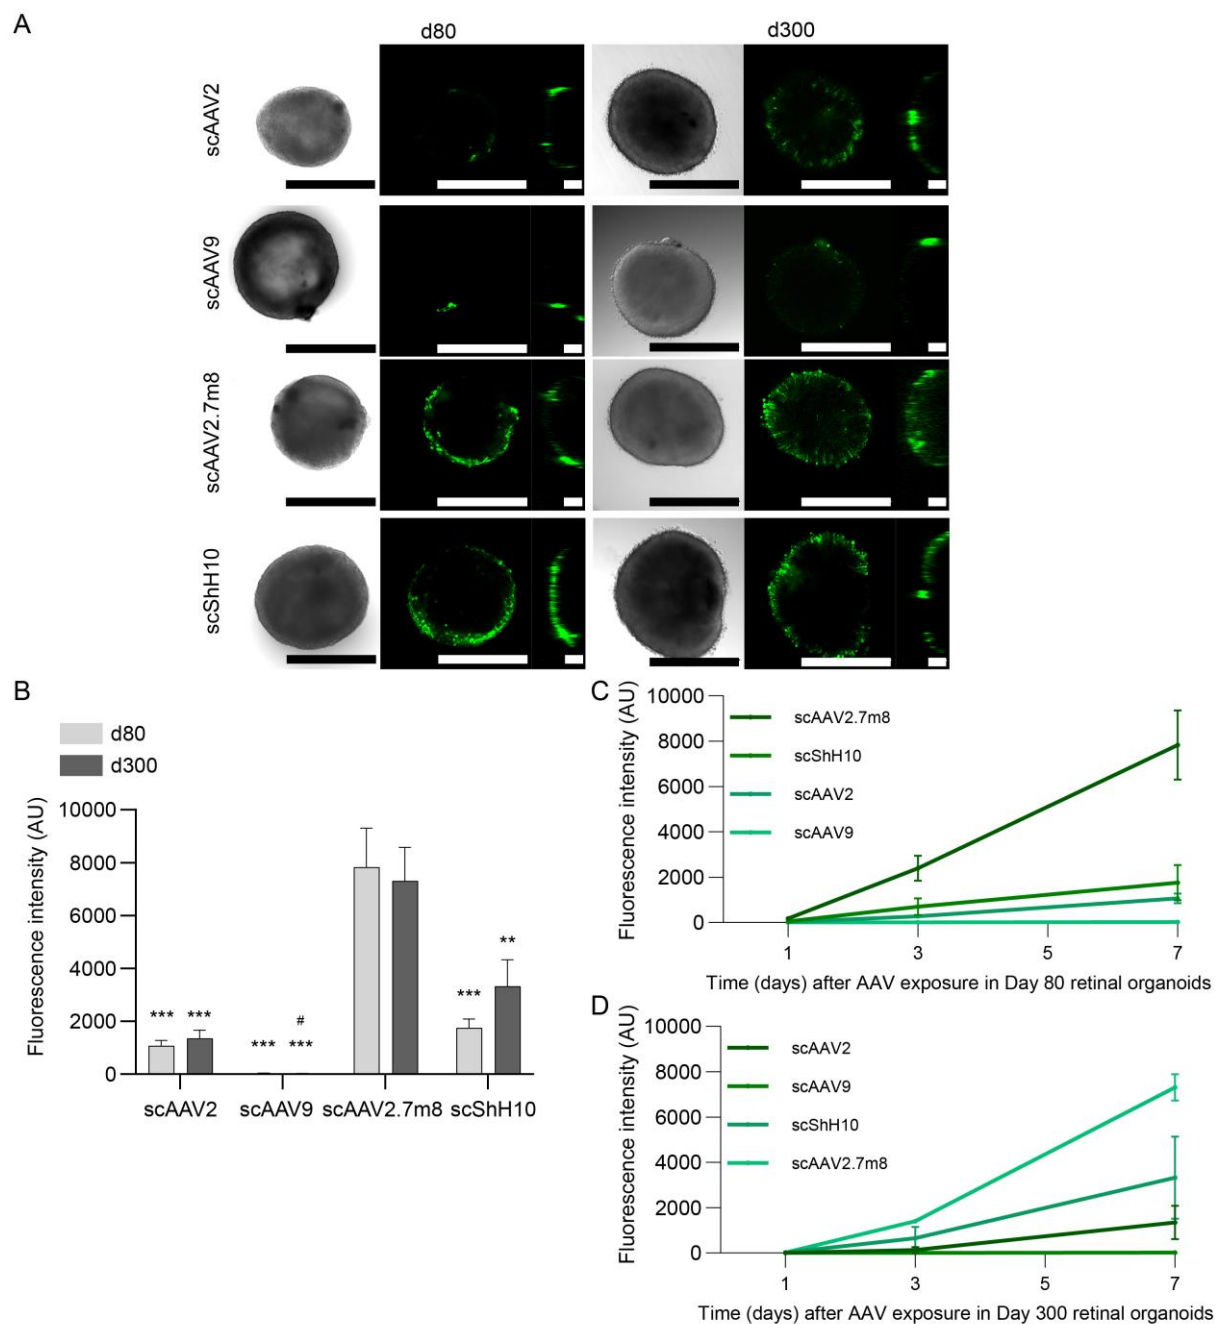 A
d80
d300
scAAV2
scAAV9
scAAV2.7m8
scShH10
B
d80
d300
Fluorescence intensity (AU)
10000
8000
6000
4000
2000
0
*** ***
*** ***
#
*** **
scAAV2 scAAV9 scAAV2.7m8 scShH10
C
Fluorescence intensity (AU)
10000
8000
6000
4000
2000
0
scAAV2.7m8
scShH10
scAAV2
scAAV9
1 3 5 7
Time (days) after AAV exposure in Day 80 retinal organoids
D
Fluorescence intensity (AU)
10000
8000
6000
4000
2000
0
scAAV2
scAAV9
scShH10
scAAV2.7m8
1 3 5 7
Time (days) after AAV exposure in Day 300 retinal organoids